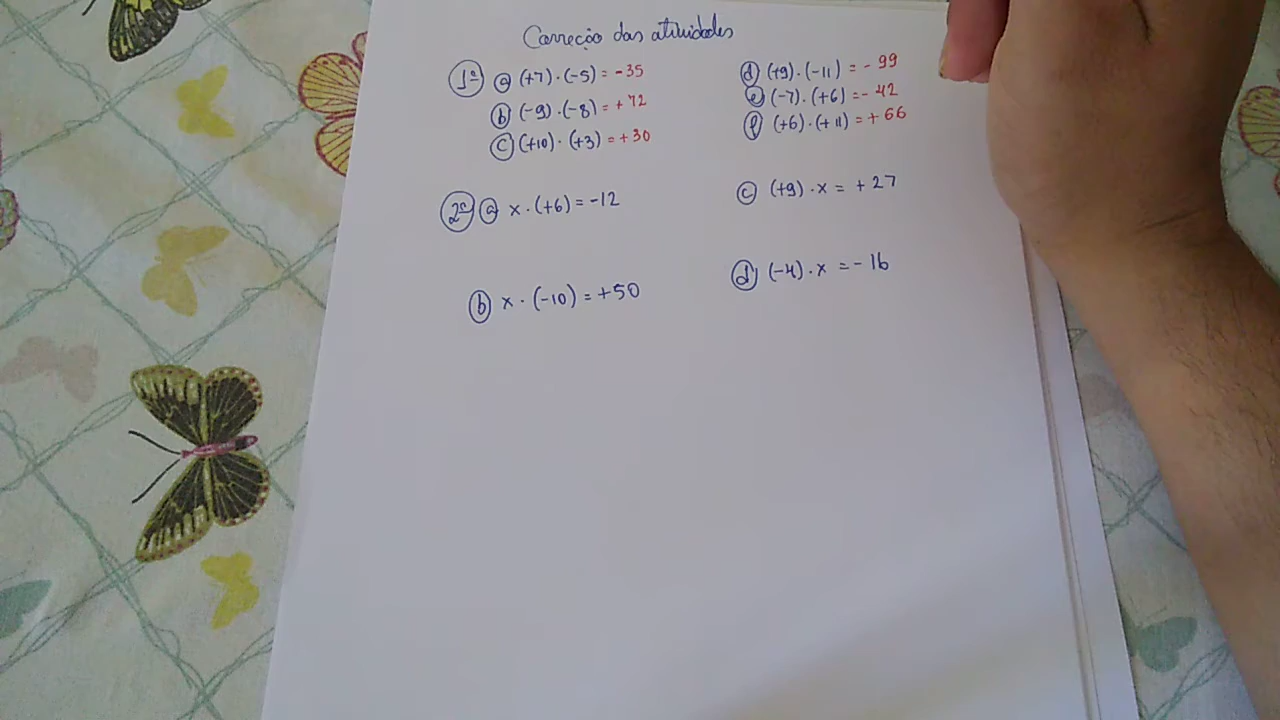 Correção das atividades
1º a (+7)·(-5) = -35
b (-9)·(-8) = +72
c (+10)·(+3) = +30
d (+9)·(-11) = -99
e (-7)·(+6) = -42
f (+6)·(+11) = +66
2º a x·(+6) = -12
b x·(-10) = +50
c (+9)·x = +27
d (-4)·x = -16